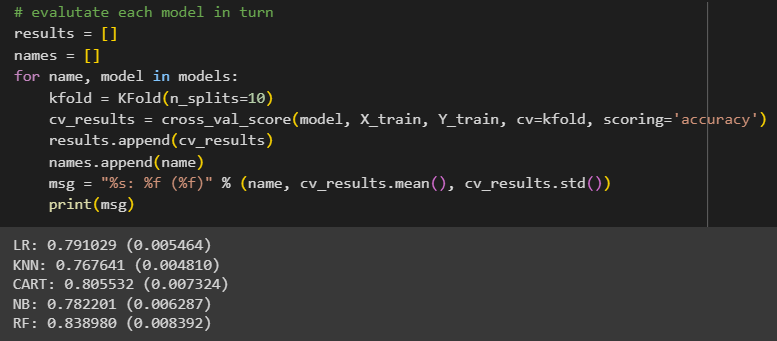 # evalutate each model in turn
results = []
names = []
for name, model in models:
    kfold = KFold(n_splits=10)
    cv_results = cross_val_score(model, X_train, Y_train, cv=kfold, scoring='accuracy')
    results.append(cv_results)
    names.append(name)
    msg = "%s: %f (%f)" % (name, cv_results.mean(), cv_results.std())
    print(msg)
LR: 0.791029 (0.005464)
KNN: 0.767641 (0.004810)
CART: 0.805532 (0.007324)
NB: 0.782201 (0.006287)
RF: 0.838980 (0.008392)